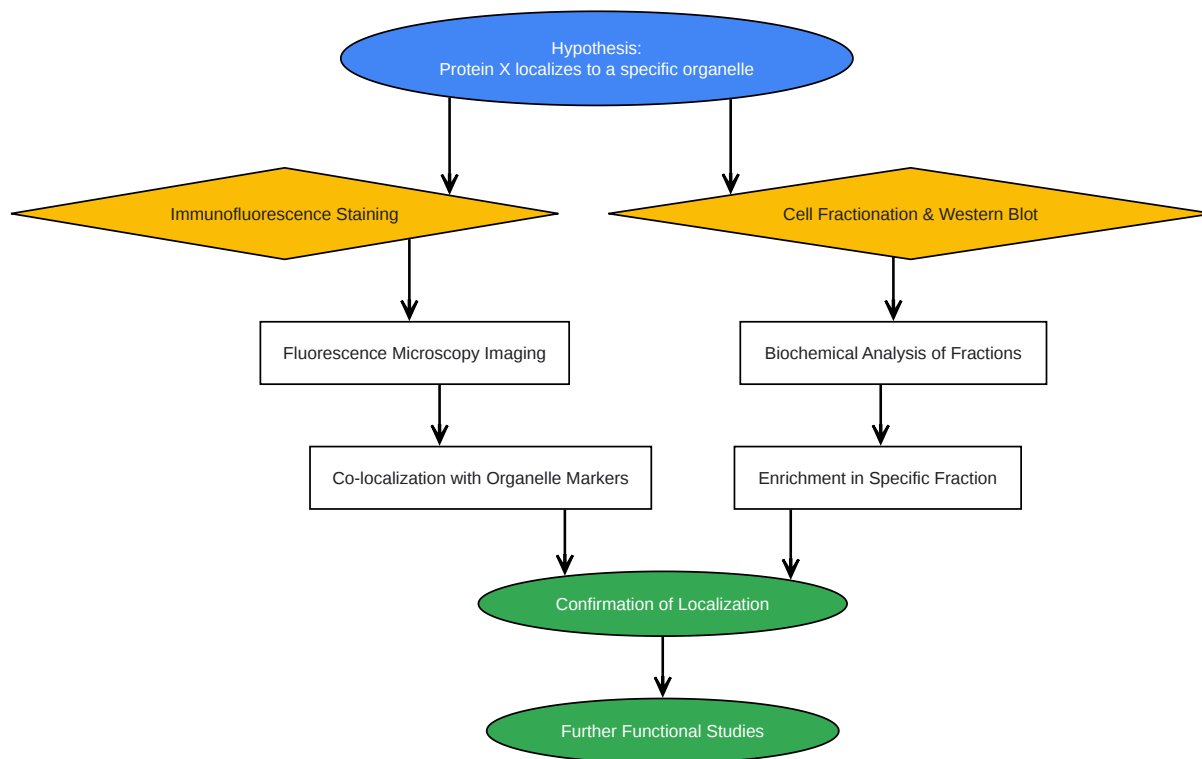 Hypothesis:
Protein X localizes to a specific organelle
Immunofluorescence Staining
Cell Fractionation & Western Blot
Fluorescence Microscopy Imaging
Biochemical Analysis of Fractions
Co-localization with Organelle Markers
Enrichment in Specific Fraction
Confirmation of Localization
Further Functional Studies